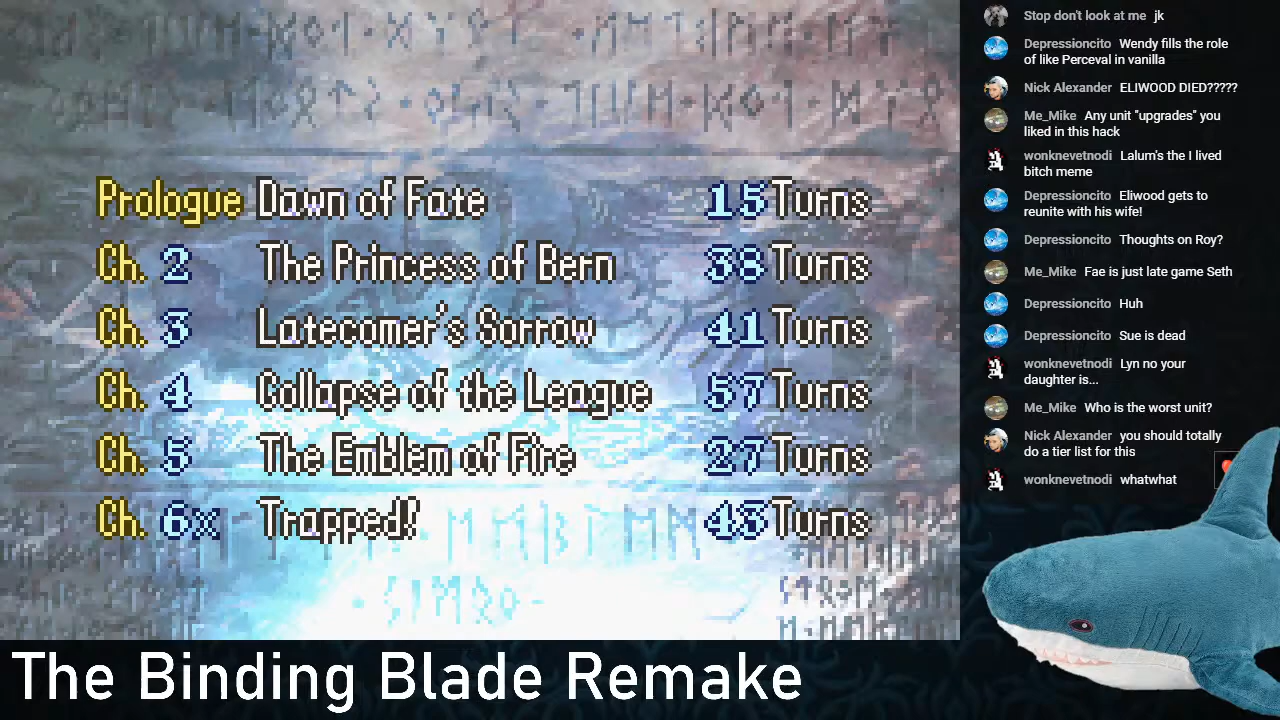 Prologue Dawn of Fate 15 Turns
Ch. 2 The Princess of Bern 38 Turns
Ch. 3 Latecomer's Sorrow 41 Turns
Ch. 4 Collapse of the League 57 Turns
Ch. 5 The Emblem of Fire 27 Turns
Ch. 6x Trapped! 43 Turns
The Binding Blade Remake
Stop don't look at me jk
Depressioncito Wendy fills the role
of like Perceval in vanilla
Nick Alexander ELIWOOD DIED?????
Me_Mike Any unit "upgrades" you
liked in this hack
wonknevetnodi Lalum's the I lived
bitch meme
Depressioncito Eliwood gets to
reunite with his wife!
Depressioncito Thoughts on Roy?
Me_Mike Fae is just late game Seth
Depressioncito Huh
Depressioncito Sue is dead
wonknevetnodi Lyn no your
daughter is...
Me_Mike Who is the worst unit?
Nick Alexander you should totally
do a tier list for this
wonknevetnodi whatwhat